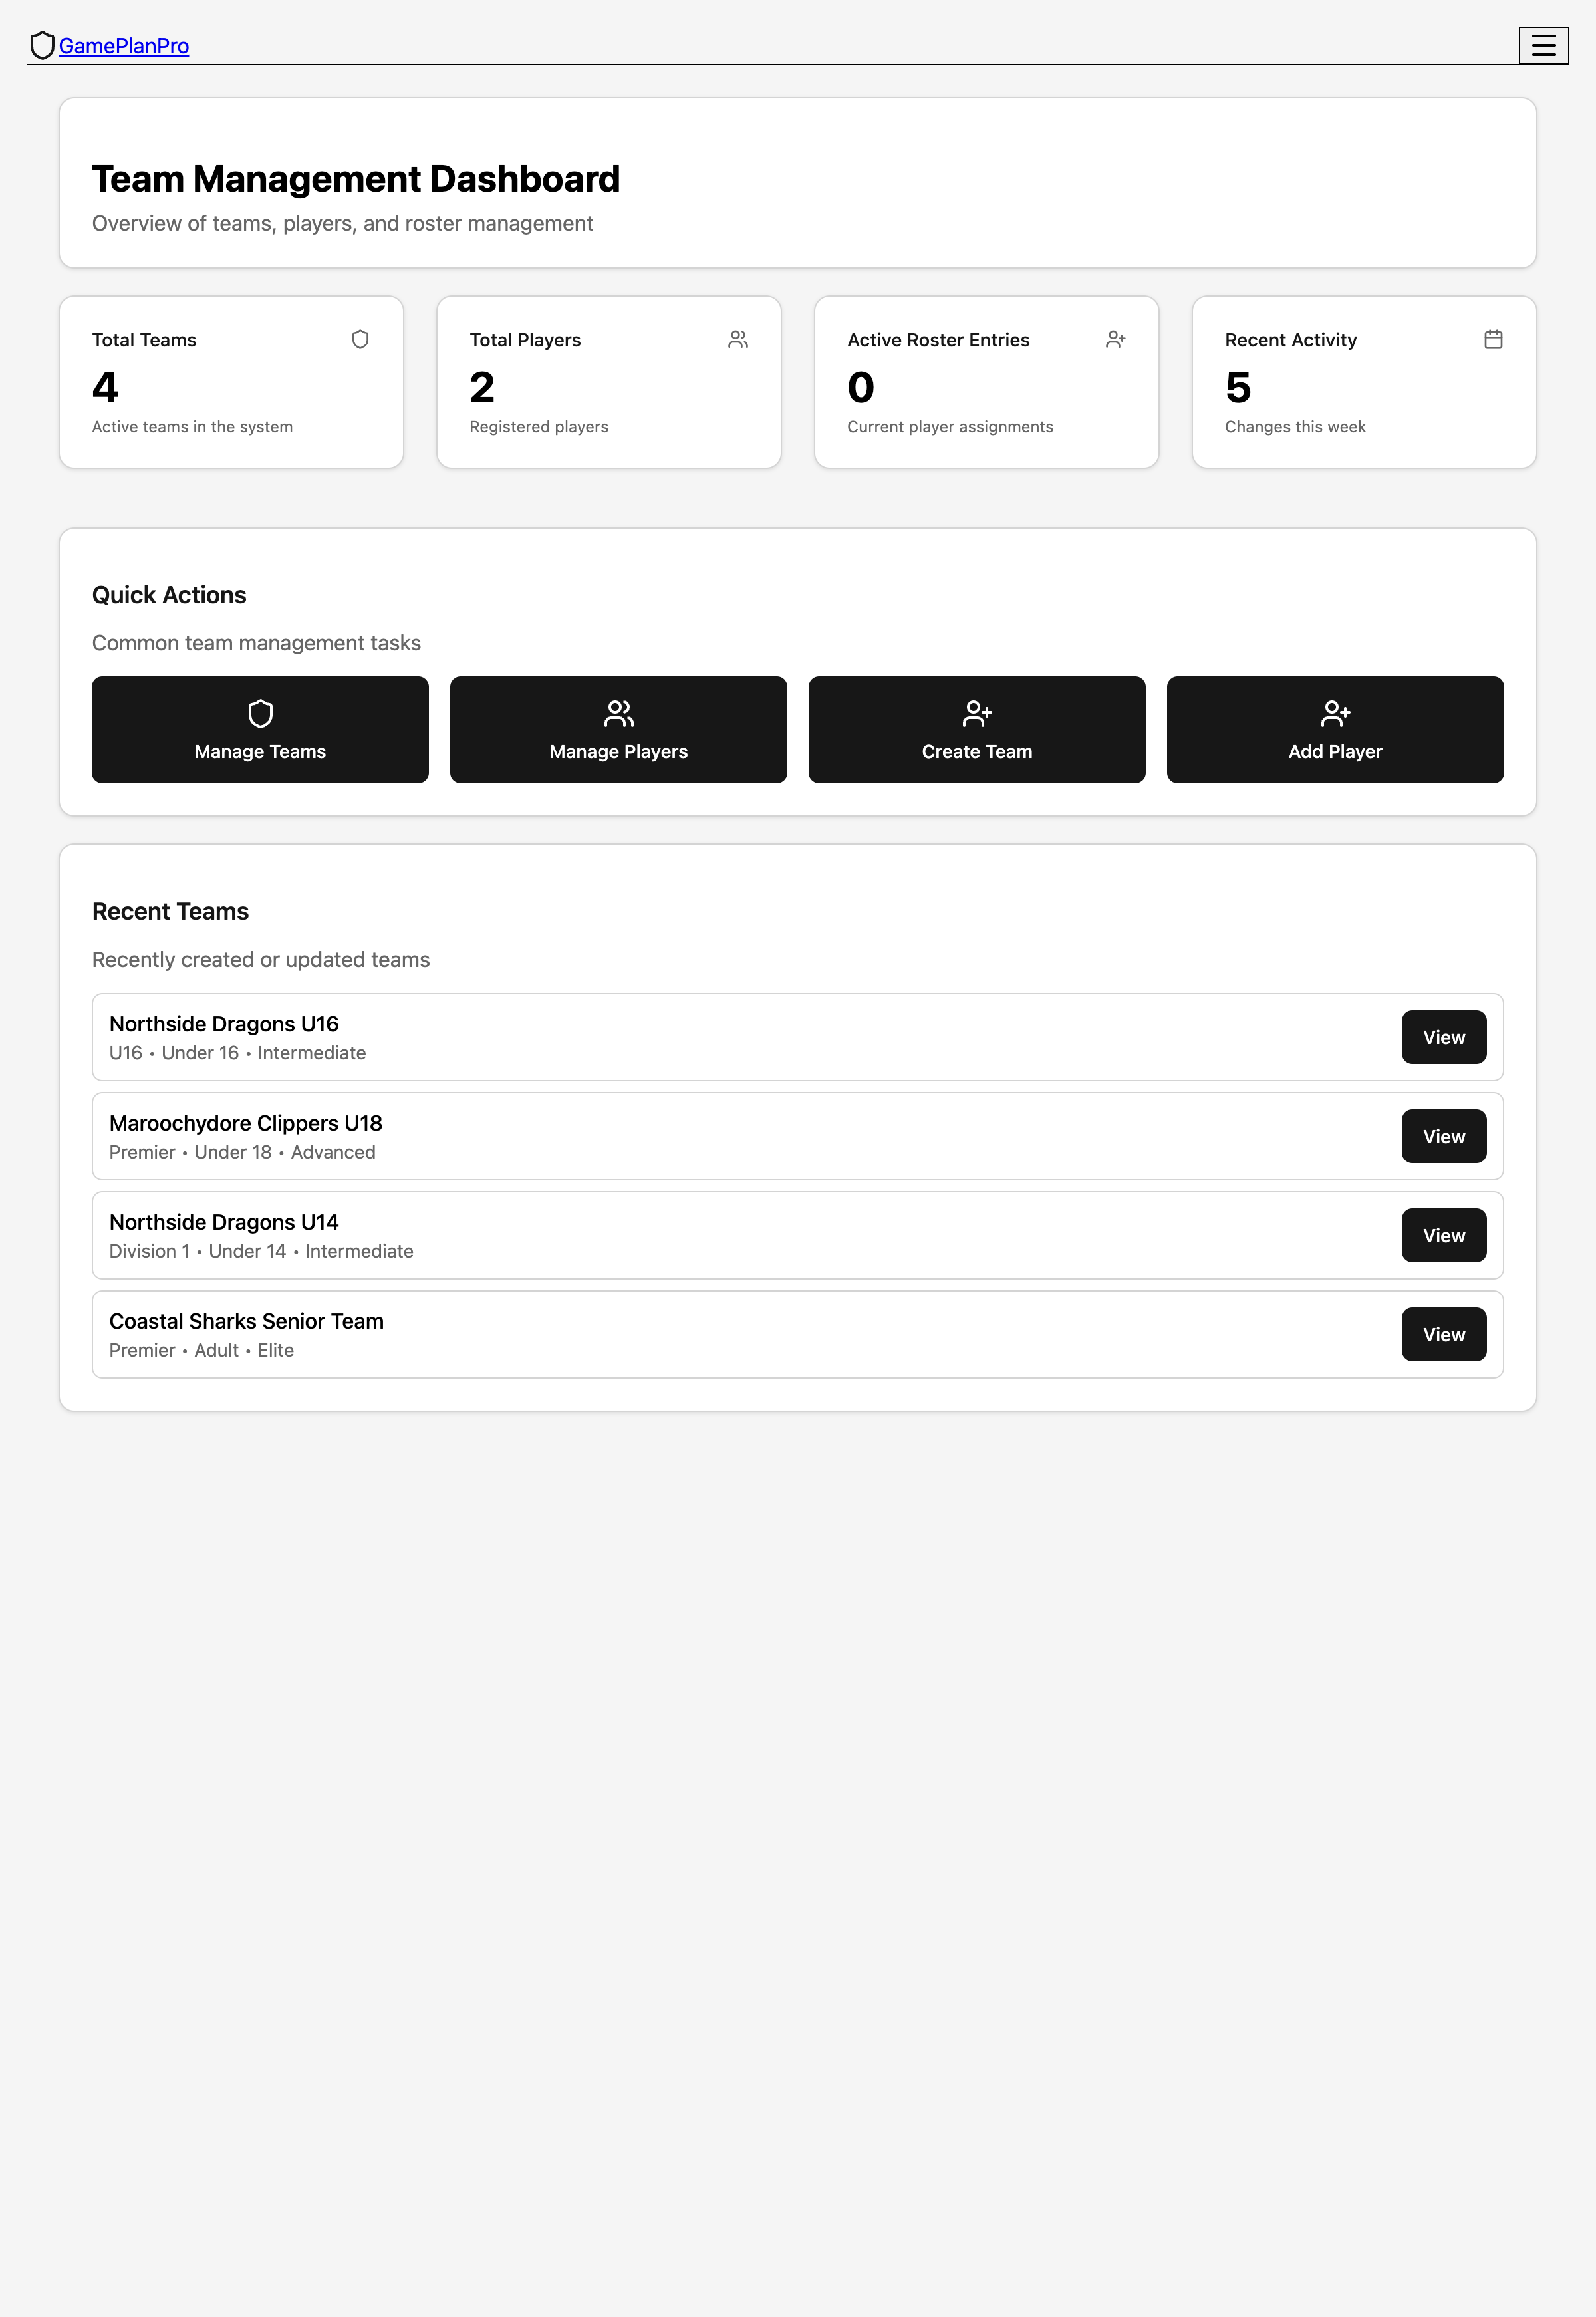 GamePlanPro
Team Management Dashboard
Overview of teams, players, and roster management
Total Teams
4
Active teams in the system
Total Players
2
Registered players
Active Roster Entries
0
Current player assignments
Recent Activity
5
Changes this week
Quick Actions
Common team management tasks
Manage Teams
Manage Players
Create Team
Add Player
Recent Teams
Recently created or updated teams
Northside Dragons U16
U16 • Under 16 • Intermediate
View
Maroochydore Clippers U18
Premier • Under 18 • Advanced
View
Northside Dragons U14
Division 1 • Under 14 • Intermediate
View
Coastal Sharks Senior Team
Premier • Adult • Elite
View